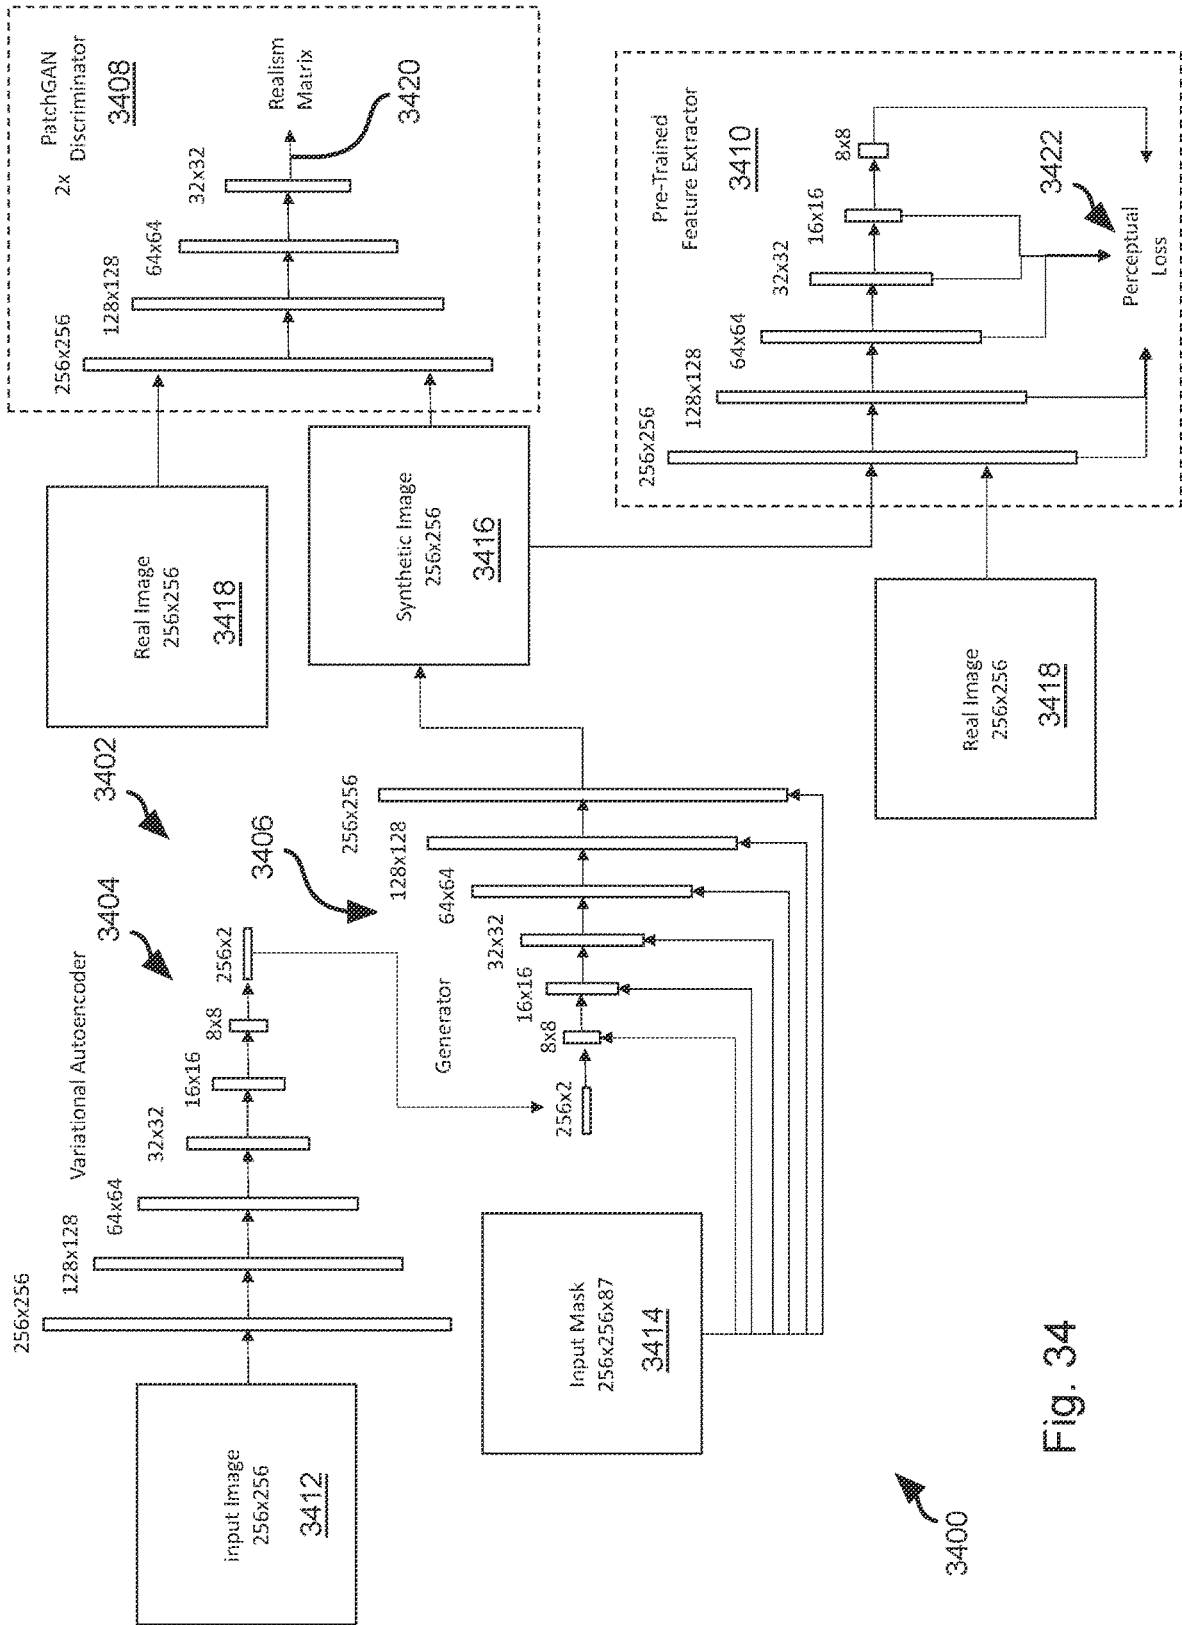 input Image
256x256
3412
256x256
128x128
64x64
32x32
16x16
8x8
256x2
Variational Autoencoder
3404
3402
Input Mask
256x256x87
3414
256x2
8x8
16x16
32x32
64x64
128x128
256x256
Generator
3406
Real Image
256x256
3418
Synthetic Image
256x256
3416
Real Image
256x256
3418
256x256
128x128
64x64
32x32
2x
PatchGAN
Discriminator
3408
Realism
Matrix
3420
256x256
128x128
64x64
32x32
16x16
8x8
Pre-Trained
Feature Extractor
3410
Perceptual
Loss
3422
3400
Fig. 34